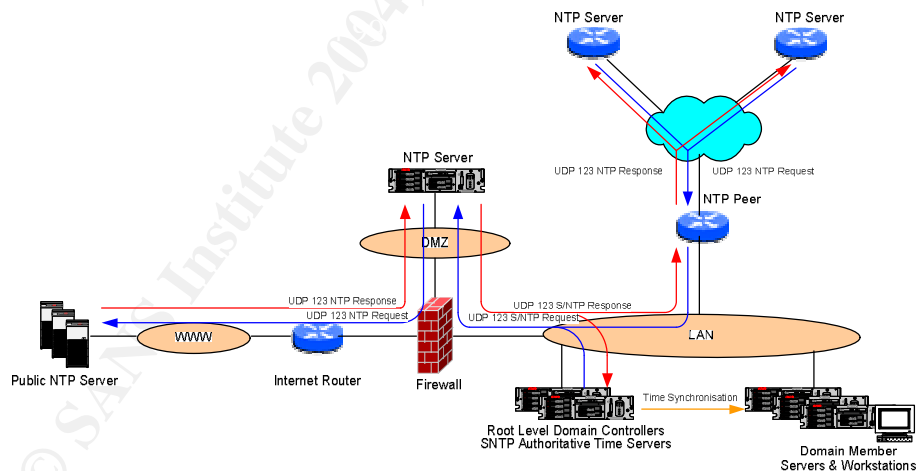 NTP Server
NTP Server
NTP Server
UDP 123 NTP Response
UDP 123 NTP Request
NTP Peer
DMZ
UDP 123 NTP Response
UDP 123 NTP Request
UDP 123 S/NTP Response
UDP 123 S/NTP Request
WWW
LAN
Public NTP Server
Internet Router
Firewall
Time Synchronisation
Root Level Domain Controllers
SNTP Authoritative Time Servers
Domain Member
Servers & Workstations
© SANS Institute 2004,